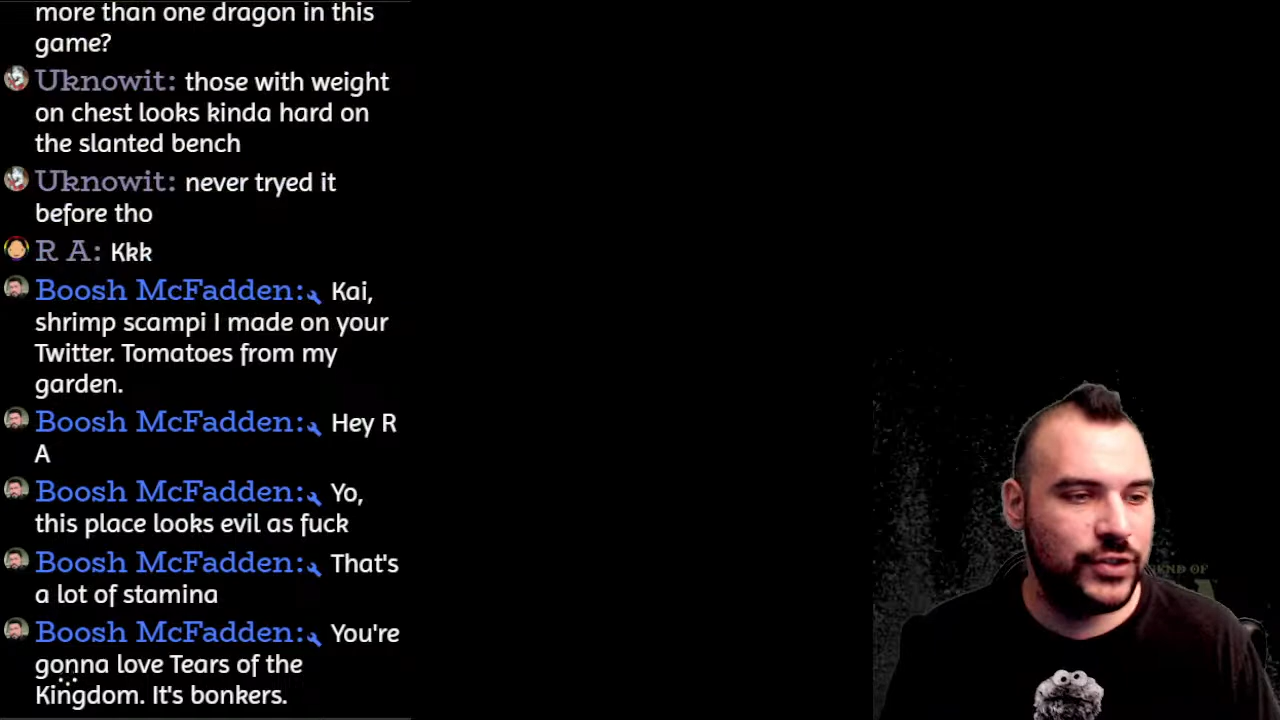 more than one dragon in this
game?
Uknowit: those with weight
on chest looks kinda hard on
the slanted bench
Uknowit: never tryed it
before tho
R A: Kkk
Boosh McFadden: Kai,
shrimp scampi I made on your
Twitter. Tomatoes from my
garden.
Boosh McFadden: Hey R
A
Boosh McFadden: Yo,
this place looks evil as fuck
Boosh McFadden: That's
a lot of stamina
Boosh McFadden: You're
gonna love Tears of the
Kingdom. It's bonkers.